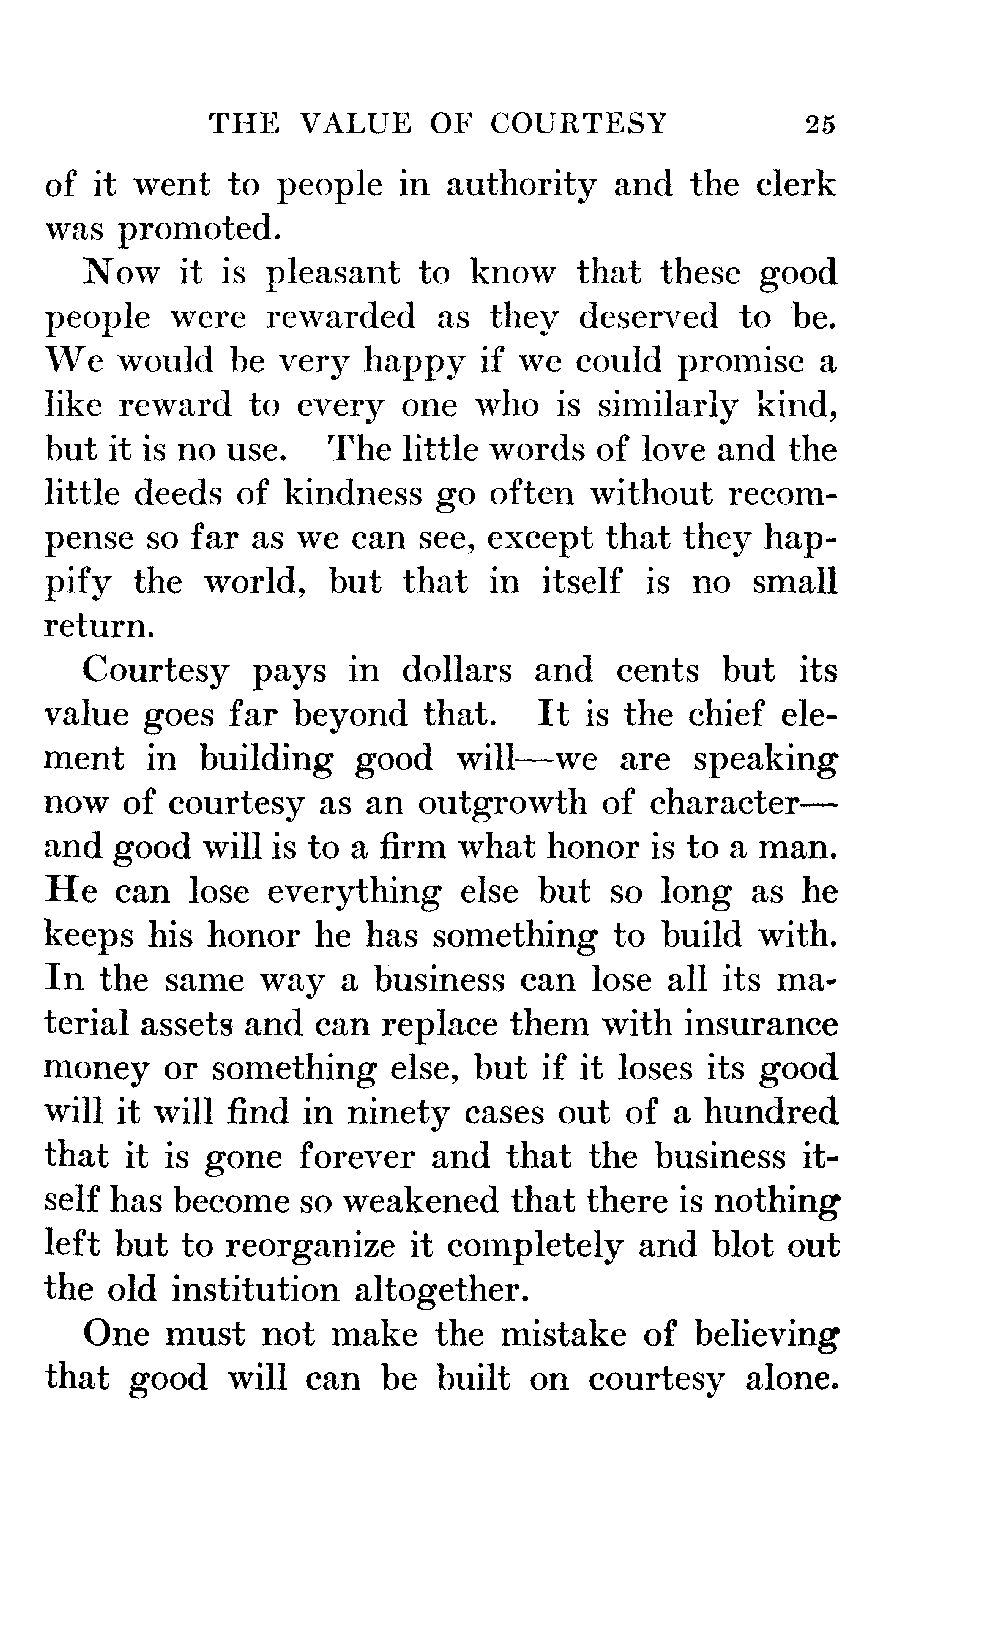 THE VALUE OF COURTESY 25
of it went to people in authority and the clerk
was promoted.
Now it is pleasant to know that these good
people were rewarded as they deserved to be.
We would be very happy if we could promise a
like reward to every one who is similarly kind,
but it is no use. The little words of love and the
little deeds of kindness go often without recom-
pense so far as we can see, except that they hap-
pify the world, but that in itself is no small
return.
Courtesy pays in dollars and cents but its
value goes far beyond that. It is the chief ele-
ment in building good will—we are speaking
now of courtesy as an outgrowth of character—
and good will is to a firm what honor is to a man.
He can lose everything else but so long as he
keeps his honor he has something to build with.
In the same way a business can lose all its ma-
terial assets and can replace them with insurance
money or something else, but if it loses its good
will it will find in ninety cases out of a hundred
that it is gone forever and that the business it-
self has become so weakened that there is nothing
left but to reorganize it completely and blot out
the old institution altogether.
One must not make the mistake of believing
that good will can be built on courtesy alone.